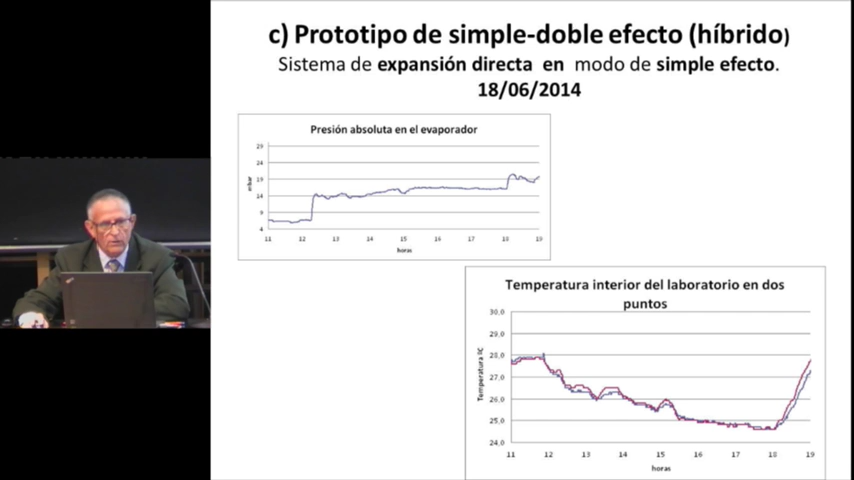 c) Prototipo de simple-doble efecto (híbrido)
Sistema de expansión directa en modo de simple efecto.
18/06/2014
Presión absoluta en el evaporador
29
24
19
14
9
4
mbar
11 12 13 14 15 16 17 18 19
horas
Temperatura interior del laboratorio en dos
puntos
30,0
29,0
28,0
27,0
26,0
25,0
24,0
Temperatura ºC
11 12 13 14 15 16 17 18 19
horas